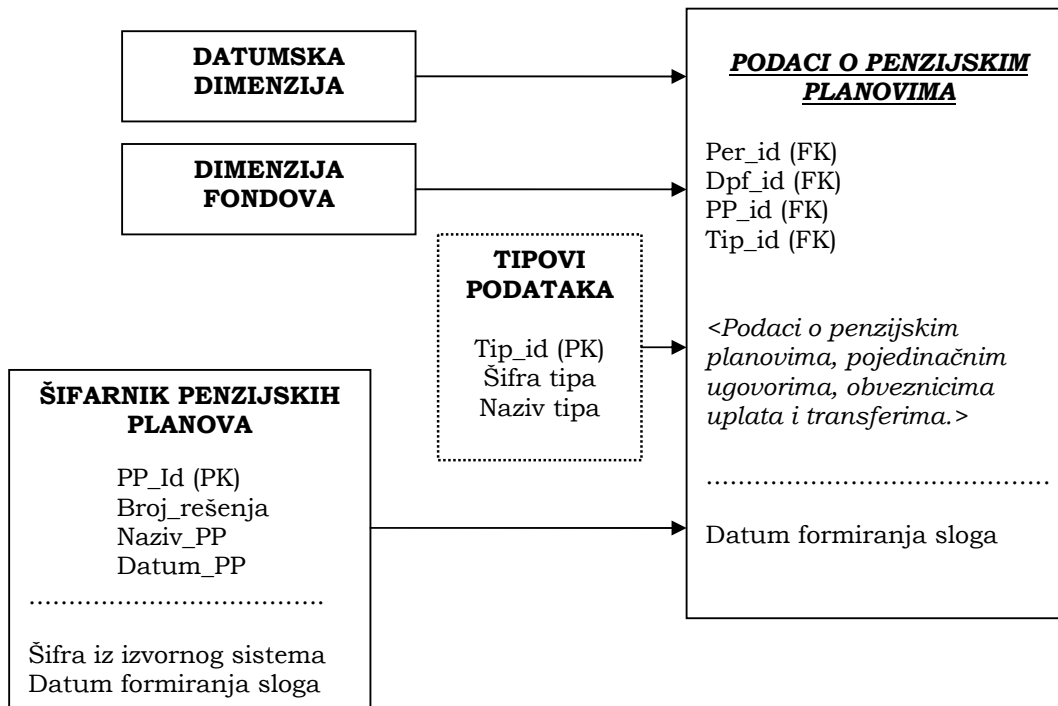 DATUMSKA
DIMENZIJA
DIMENZIJA
FONDOVA
TIPOVI
PODATAKA
Tip_id (PK)
Šifra tipa
Naziv tipa
ŠIFARNIK PENZIJSKIH
PLANOVA
PP_Id (PK)
Broj_rešenja
Naziv_PP
Datum_PP
.....................................
Šifra iz izvornog sistema
Datum formiranja sloga
PODACI O PENZIJSKIM
PLANOVIMA
Per_id (FK)
Dpf_id (FK)
PP_id (FK)
Tip_id (FK)
<Podaci o penzijskim
planovima, pojedinačnim
ugovorima, obveznicima
uplata i transferima.>
...........................................
Datum formiranja sloga